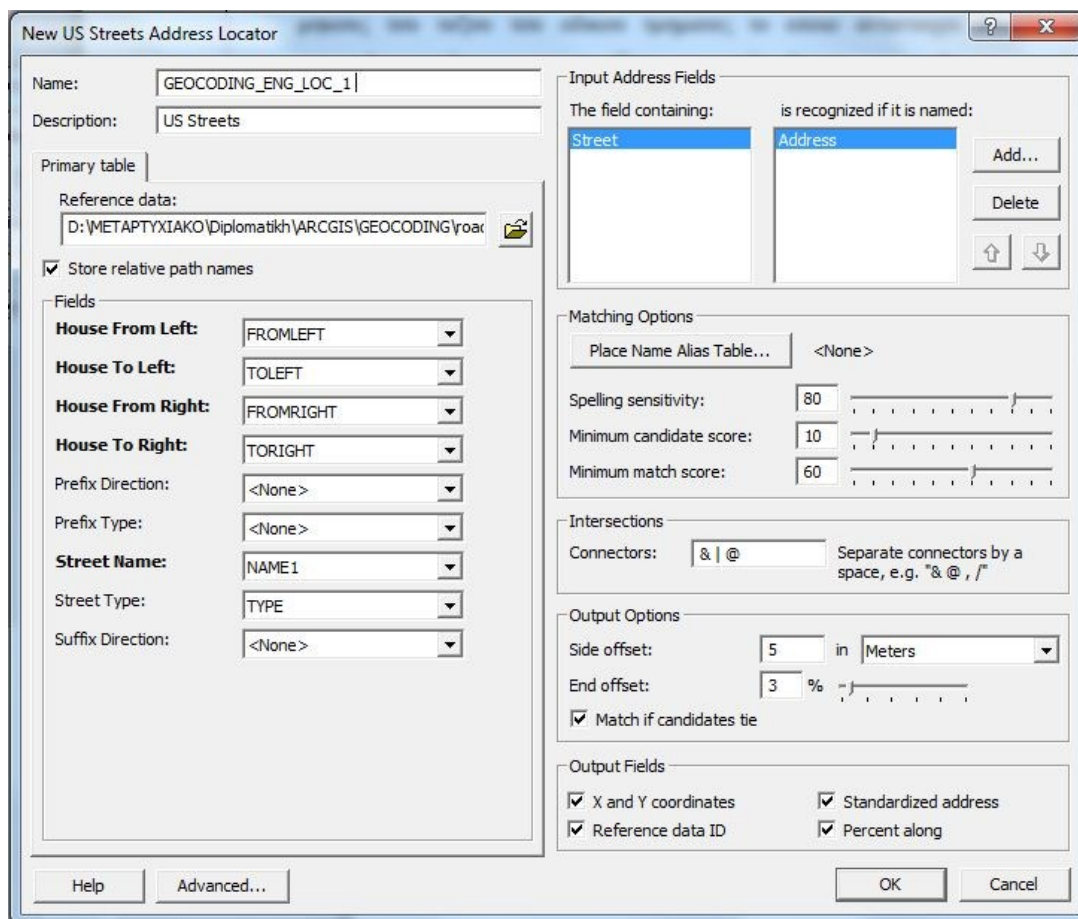 New US Streets Address Locator
Name: GEOCODING_ENG_LOC_1
Description: US Streets
Primary table
Reference data:
D:\ΜΕΤΑΡΤΥΧΙΑΚΟ\Diplomatikh\ARCGIS\GEOCODING\road
Store relative path names
Fields
House From Left: FROMLEFT
House To Left: TOLEFT
House From Right: FROMRIGHT
House To Right: TORIGHT
Prefix Direction: <None>
Prefix Type: <None>
Street Name: NAME1
Street Type: TYPE
Suffix Direction: <None>
Help Advanced...
Input Address Fields
The field containing: is recognized if it is named:
Street Address
Add...
Delete
Matching Options
Place Name Alias Table... <None>
Spelling sensitivity: 80
Minimum candidate score: 10
Minimum match score: 60
Intersections
Connectors: & | @ Separate connectors by a
space, e.g. "& @ , /"
Output Options
Side offset: 5 in Meters
End offset: 3 %
Match if candidates tie
Output Fields
X and Y coordinates Standardized address
Reference data ID Percent along
OK Cancel